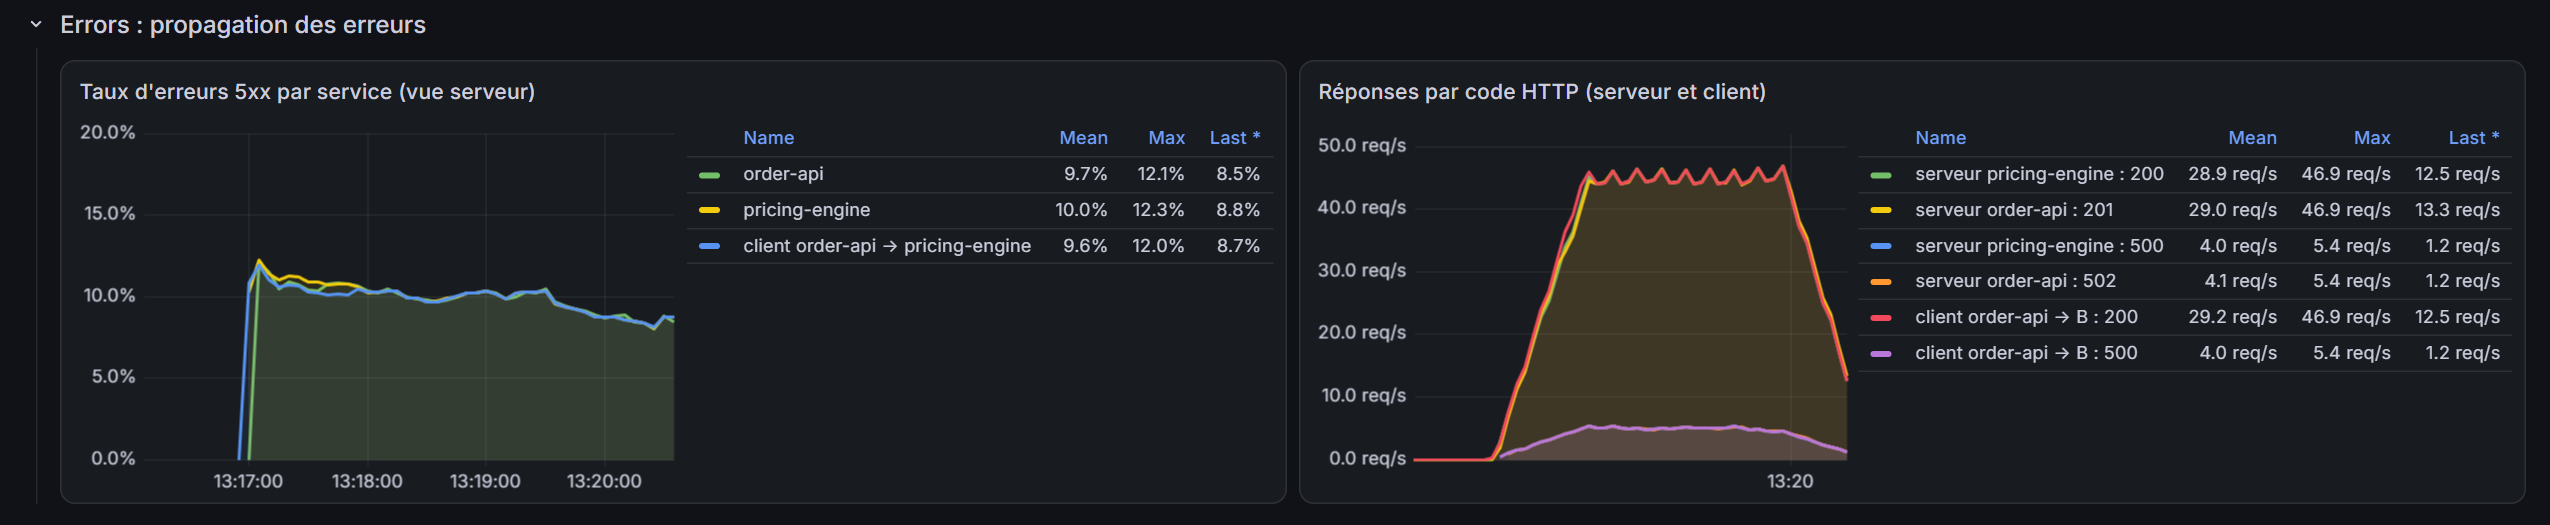 Errors : propagation des erreurs
Taux d'erreurs 5xx par service (vue serveur)
20.0%
15.0%
10.0%
5.0%
0.0%
13:17:00 13:18:00 13:19:00 13:20:00
Name Mean Max Last *
order-api 9.7% 12.1% 8.5%
pricing-engine 10.0% 12.3% 8.8%
client order-api → pricing-engine 9.6% 12.0% 8.7%
Réponses par code HTTP (serveur et client)
50.0 req/s
40.0 req/s
30.0 req/s
20.0 req/s
10.0 req/s
0.0 req/s
13:20
Name Mean Max Last *
serveur pricing-engine : 200 28.9 req/s 46.9 req/s 12.5 req/s
serveur order-api : 201 29.0 req/s 46.9 req/s 13.3 req/s
serveur pricing-engine : 500 4.0 req/s 5.4 req/s 1.2 req/s
serveur order-api : 502 4.1 req/s 5.4 req/s 1.2 req/s
client order-api → B : 200 29.2 req/s 46.9 req/s 12.5 req/s
client order-api → B : 500 4.0 req/s 5.4 req/s 1.2 req/s